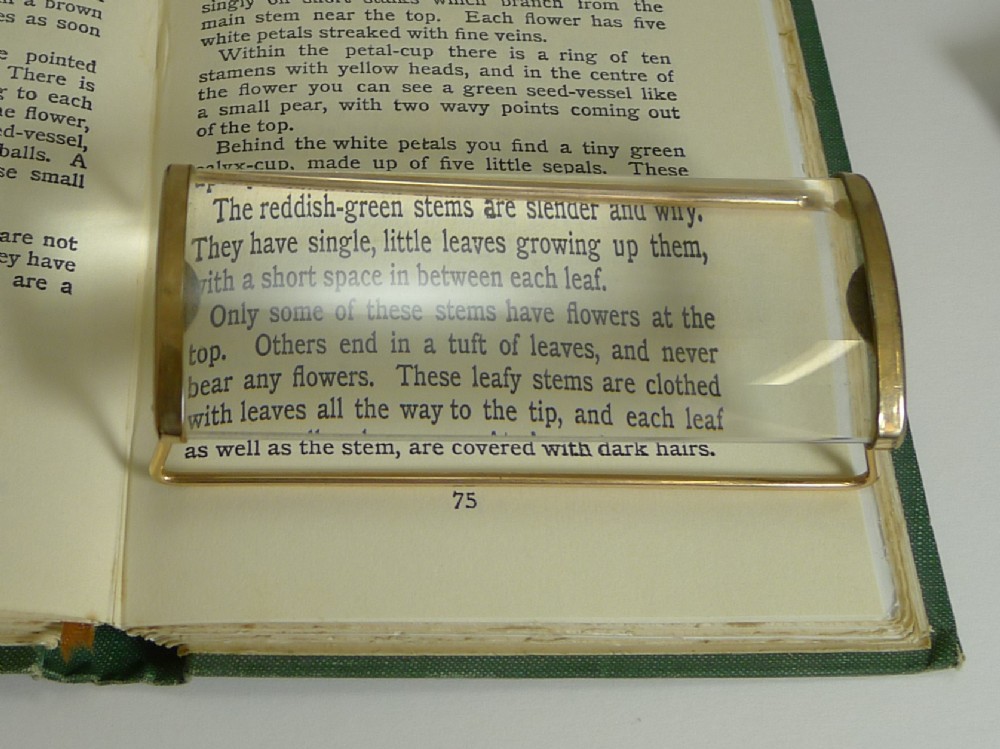 a brown
es as soon
pointed
There is
to each
flower,
ed-vessel,
balls. A
se small
are not
ey have
are a
singly on short stalks which branch from the
main stem near the top. Each flower has five
white petals streaked with fine veins.
Within the petal-cup there is a ring of ten
stamens with yellow heads, and in the centre of
the flower you can see a green seed-vessel like
a small pear, with two wavy points coming out
of the top.
Behind the white petals you find a tiny green
calyx-cup, made up of five little sepals. These
The reddish-green stems are slender and wiry.
They have single, little leaves growing up them,
with a short space in between each leaf.
Only some of these stems have flowers at the
top. Others end in a tuft of leaves, and never
bear any flowers. These leafy stems are clothed
with leaves all the way to the tip, and each leaf
as well as the stem, are covered with dark hairs.
75